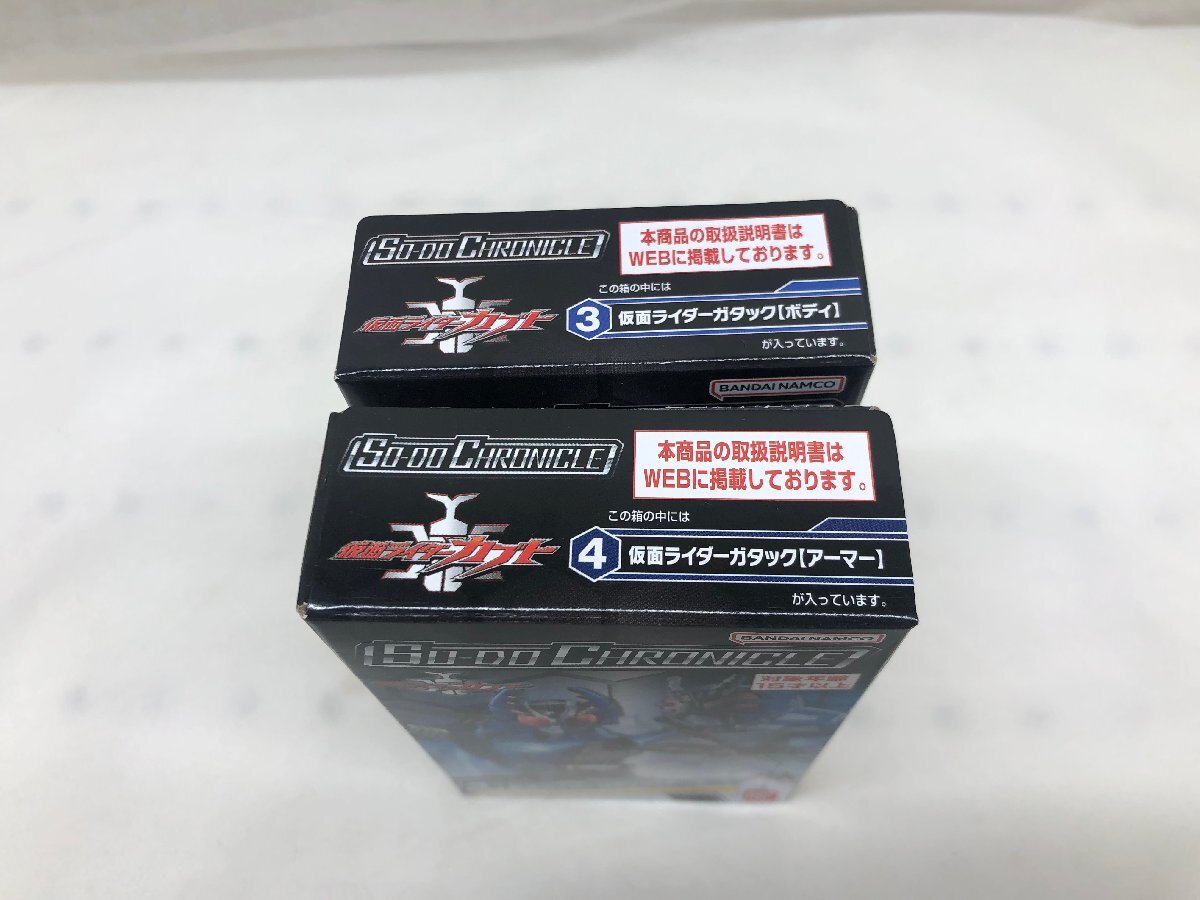 SO-DO CHRONICLE
本商品の取扱説明書は
WEBに掲載しております。
仮面ライダーカブト
この箱の中には
3 仮面ライダーガタック【ボディ】
が入っています。
BANDAI NAMCO
SO-DO CHRONICLE
本商品の取扱説明書は
WEBに掲載しております。
仮面ライダーカブト
この箱の中には
4 仮面ライダーガタック【アーマー】
が入っています。
BANDAI NAMCO
SO-DO CHRONICLE
対象年齢
15才以上